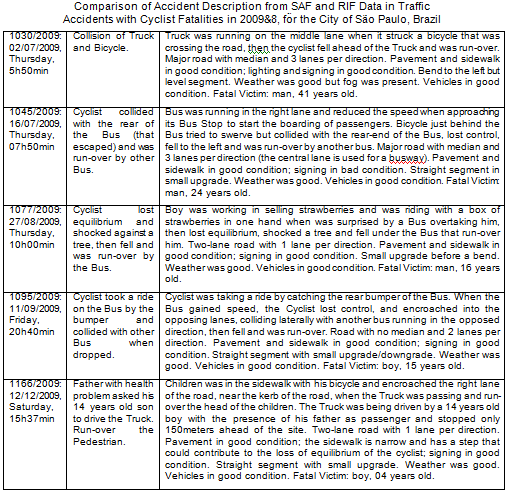 Comparison of Accident Description from SAF and RIF Data in Traffic
Accidents with Cyclist Fatalities in 2009&8, for the City of São Paulo, Brazil
1030/2009:
02/07/2009,
Thursday,
5h50min
Collision of Truck
and Bicycle.
Truck was running on the middle lane when it struck a bicycle that was
crossing the road, then the cyclist fell ahead of the Truck and was run-over.
Major road with median and 3 lanes per direction. Pavement and sidewalk
in good condition; lighting and signing in good condition. Bend to the left but
level segment. Weather was good but fog was present. Vehicles in good
condition. Fatal Victim: man, 41 years old.
1045/2009:
16/07/2009,
Thursday,
07h50min
Cyclist collided
with the rear of
the Bus (that
escaped) and was
run-over by other
Bus.
Bus was running in the right lane and reduced the speed when approaching
its Bus Stop to start the boarding of passengers. Bicycle just behind the
Bus tried to swerve but collided with the rear-end of the Bus, lost control,
fell to the left and was run-over by another bus. Major road with median and
3 lanes per direction (the central lane is used for a busway). Pavement and
sidewalk in good condition; signing in bad condition. Straight segment in
small upgrade. Weather was good. Vehicles in good condition. Fatal Victim:
man, 24 years old.
1077/2009:
27/08/2009,
Thursday,
10h00min
Cyclist lost
equilibrium and
shocked against a
tree, then fell and
was run-over by
the Bus.
Boy was working in selling strawberries and was riding with a box of
strawberries in one hand when was surprised by a Bus overtaking him,
then lost equilibrium, shocked a tree and fell under the Bus that run-over
him. Two-lane road with 1 lane per direction. Pavement and sidewalk in
good condition; signing in good condition. Small upgrade before a bend.
Weather was good. Vehicles in good condition. Fatal Victim: man, 16 years
old.
1095/2009:
11/09/2009,
Friday,
20h40min
Cyclist took a ride
on the Bus by the
bumper and
collided with other
Bus when
dropped.
Cyclist was taking a ride by catching the rear bumper of the Bus. When the
Bus gained speed, the Cyclist lost control, and encroached into the
opposing lanes, colliding laterally with another bus running in the opposed
direction, then fell and was run-over. Road with no median and 2 lanes per
direction. Pavement and sidewalk in good condition; signing in good
condition. Straight segment with small upgrade/downgrade. Weather was
good. Vehicles in good condition. Fatal Victim: boy, 15 years old.
1166/2009:
12/12/2009,
Saturday,
15h37min
Father with health
problem asked his
14 years old son
to drive the Truck.
Run-over the
Pedestrian.
Children was in the sidewalk with his bicycle and encroached the right lane
of the road, near the kerb of the road, when the Truck was passing and run-
over the head of the children. The Truck was being driven by a 14 years old
boy with the presence of his father as passenger and stopped only
150meters ahead of the site. Two-lane road with 1 lane per direction.
Pavement in good condition; the sidewalk is narrow and has a step that
could contribute to the loss of equilibrium of the cyclist; signing in good
condition. Straight segment with small upgrade. Weather was good.
Vehicles in good condition. Fatal Victim: boy, 04 years old.